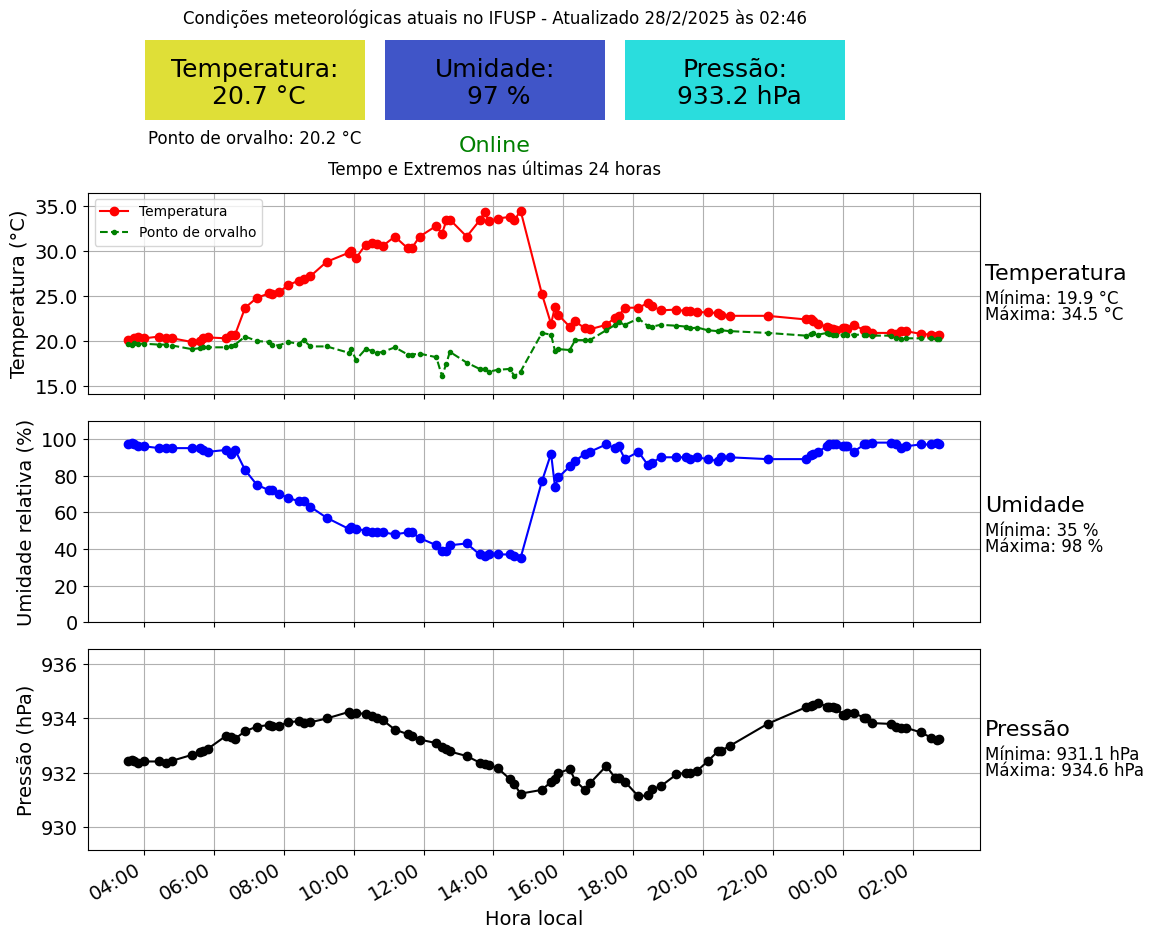 Condições meteorológicas atuais no IFUSP - Atualizado 28/2/2025 às 02:46
Temperatura:
20.7 °C
Umidade:
97 %
Pressão:
933.2 hPa
Ponto de orvalho: 20.2 °C
Online
Tempo e Extremos nas últimas 24 horas
Temperatura (°C)
35.0
30.0
25.0
20.0
15.0
Temperatura
Ponto de orvalho
Temperatura
Mínima: 19.9 °C
Máxima: 34.5 °C
Umidade relativa (%)
100
80
60
40
20
0
Umidade
Mínima: 35 %
Máxima: 98 %
Pressão (hPa)
936
934
932
930
Pressão
Mínima: 931.1 hPa
Máxima: 934.6 hPa
04:00 06:00 08:00 10:00 12:00 14:00 16:00 18:00 20:00 22:00 00:00 02:00
Hora local